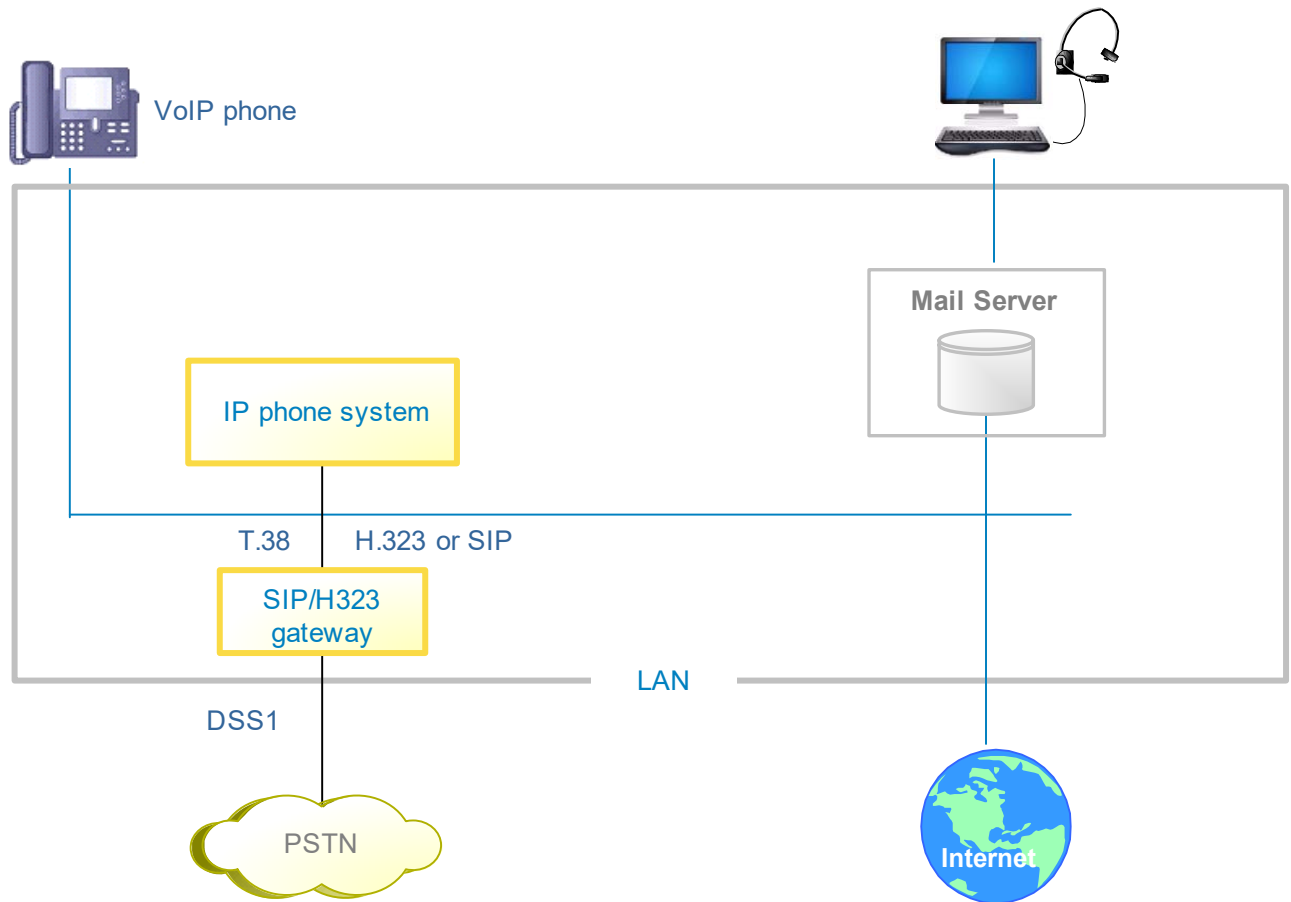 VoIP phone
Mail Server
IP phone system
T.38
H.323 or SIP
SIP/H323
gateway
LAN
DSS1
PSTN
Internet